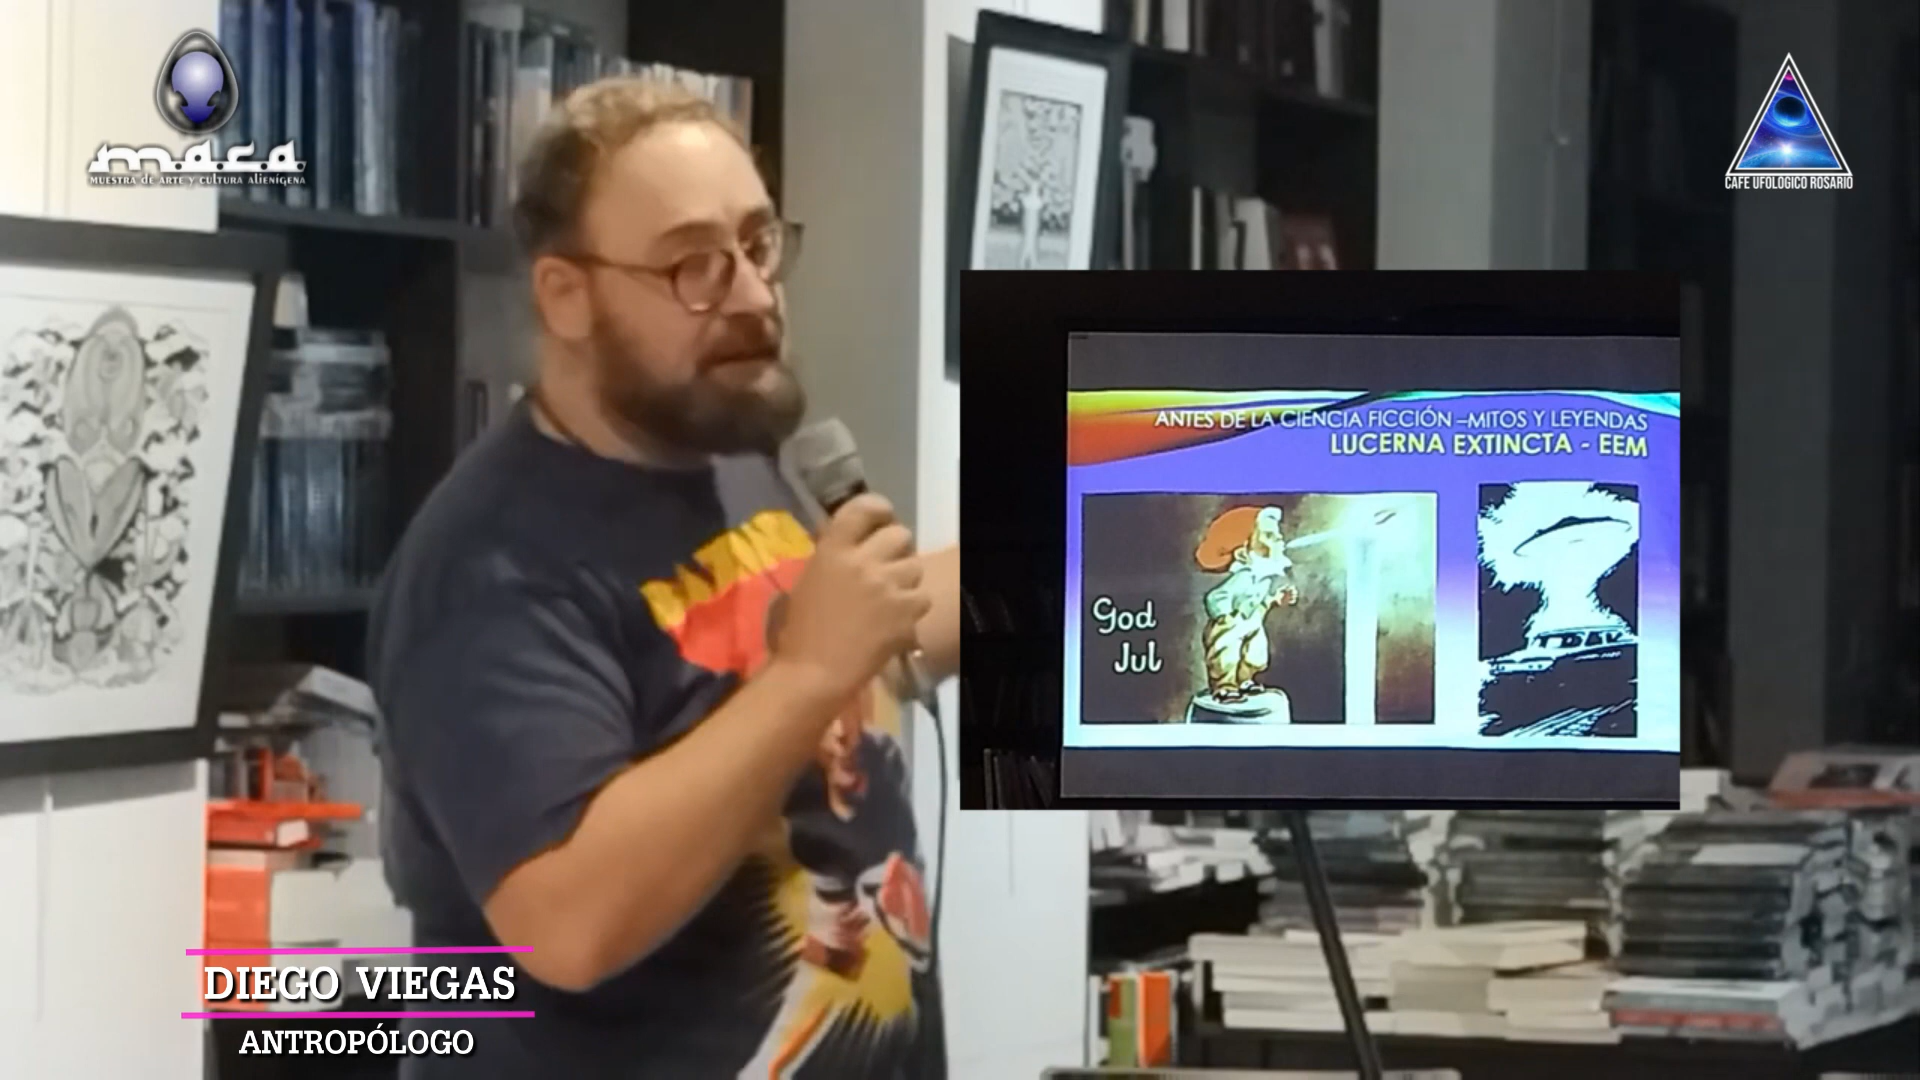 m.a.c.a.
MUESTRA de ARTE y CULTURA ALIENÍGENA
CAFE UFOLOGICO ROSARIO
ANTES DE LA CIENCIA FICCIÓN –MITOS Y LEYENDAS
LUCERNA EXTINCTA - EEM
God
Jul
DIEGO VIEGAS
ANTROPÓLOGO